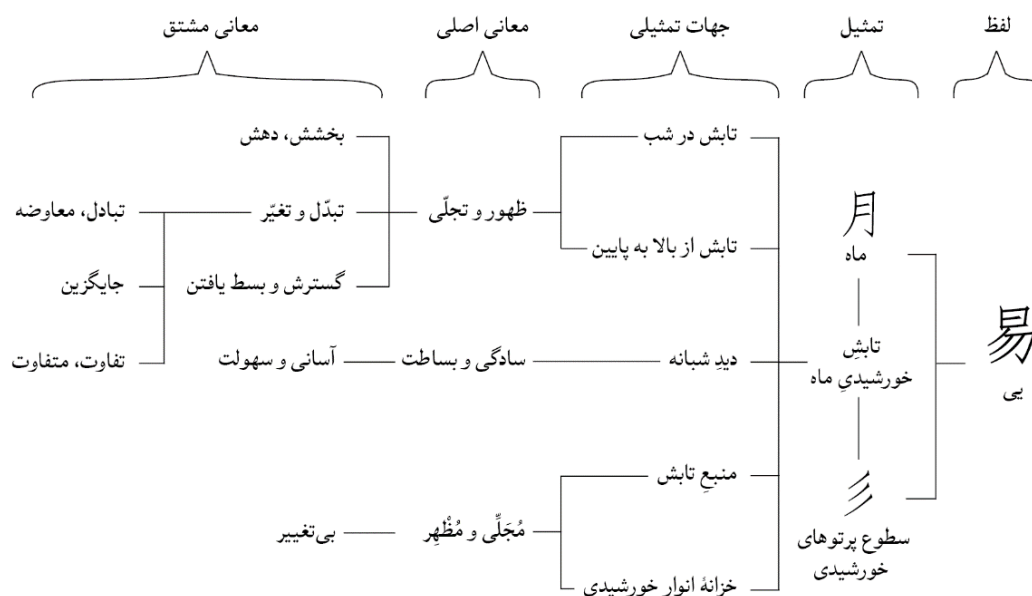 لفظ
تمثیل
جهات تمثیلی
معانی اصلی
معانی مشتق
易
یی
月
ماه
تابشِ
خورشیدیِ ماه
彡
سطوع پرتوهای
خورشیدی
تابش در شب
تابش از بالا به پایین
دیدِ شبانه
منبعِ تابش
خزانهٔ انوار خورشیدی
ظهور و تجلّی
سادگی و بساطت
مُجَلِّی و مُظْهِر
بخشش، دهش
تبدّل و تغیّر
گسترش و بسط یافتن
آسانی و سهولت
بی‌تغییر
تبادل، معاوضه
جایگزین
تفاوت، متفاوت